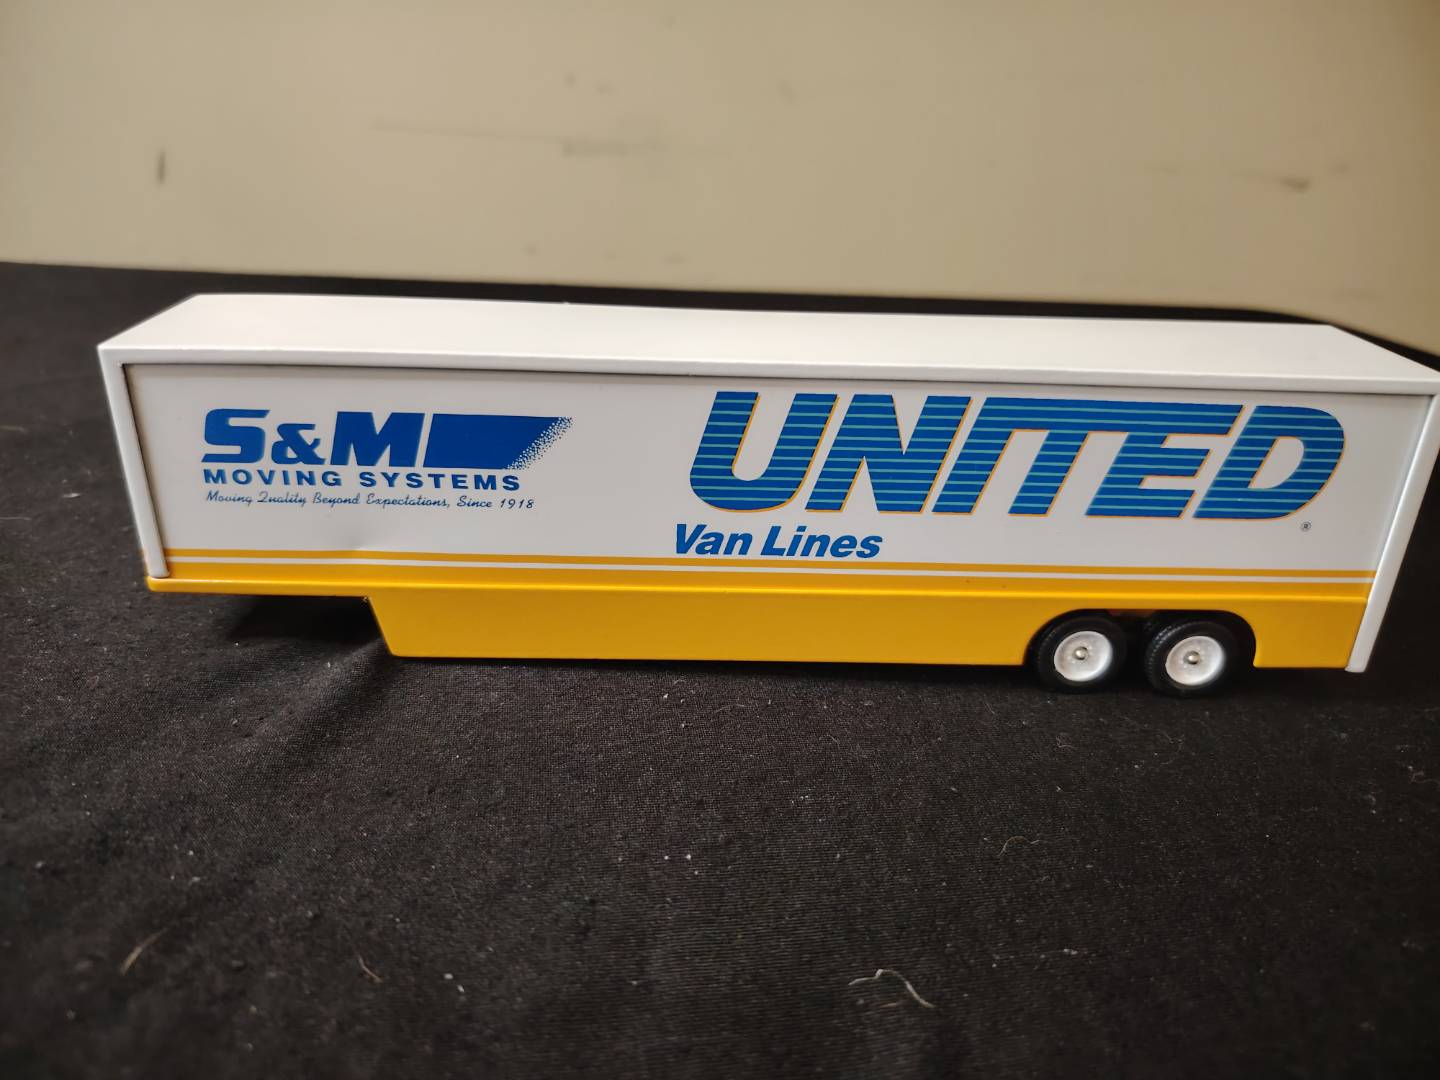 S&M
MOVING SYSTEMS
Moving Quality Beyond Expectations, Since 1918
UNITED®
Van Lines